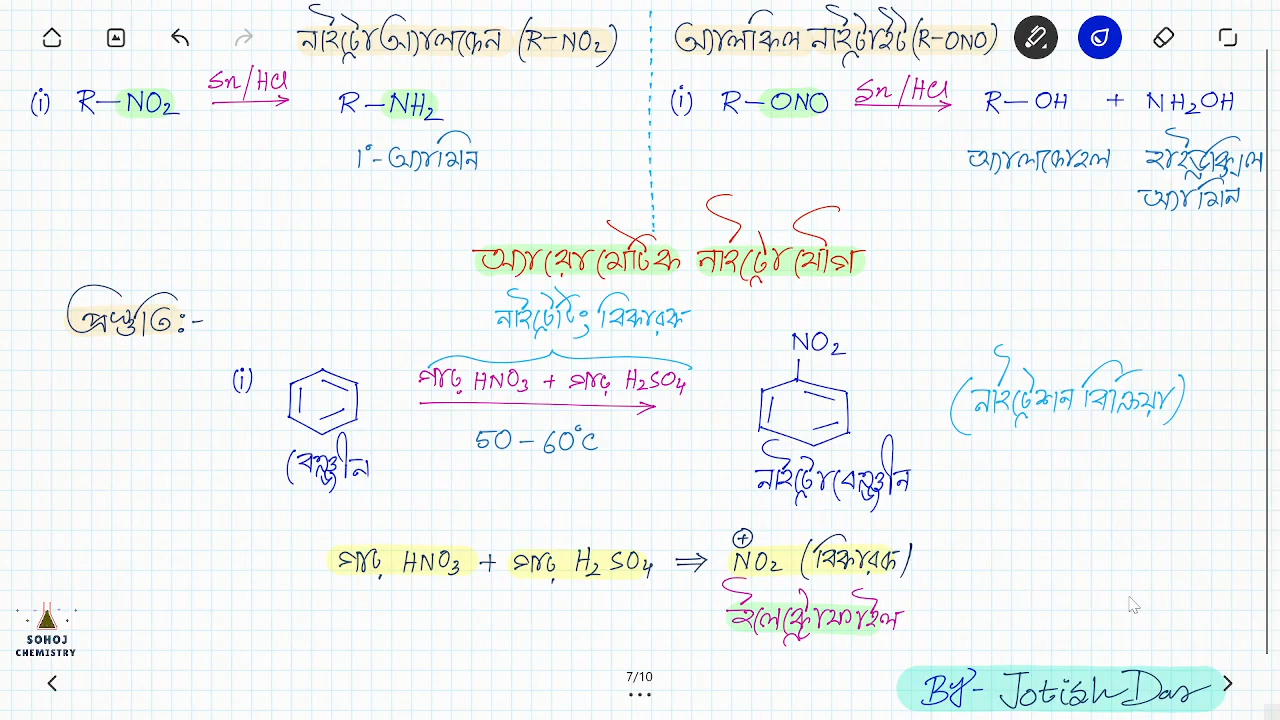 নাইট্রো অ্যালকেন (R-NO₂)
অ্যালকিল নাইট্রাইট (R-ONO)
(i) R-NO₂ Sn/HCl R-NH₂
1°-অ্যামিন
(i) R-ONO Sn/HCl R-OH + NH₂OH
অ্যালকোহল হাইড্রক্সিল
অ্যামিন
অ্যারোমেটিক নাইট্রো যৌগ
প্রস্তুতি:-
নাইট্রেটিং বিকারক
NO₂
(i) গাঢ় HNO₃ + গাঢ় H₂SO₄
(নাইট্রেশন বিক্রিয়া)
50-60°C
বেঞ্জীন
নাইট্রোবেঞ্জীন
গাঢ় HNO₃ + গাঢ় H₂SO₄ ⇒ ⊕NO₂ (বিকারক)
ইলেক্ট্রোফাইল
SOHOJ
CHEMISTRY
7/10
By- Jotish Das